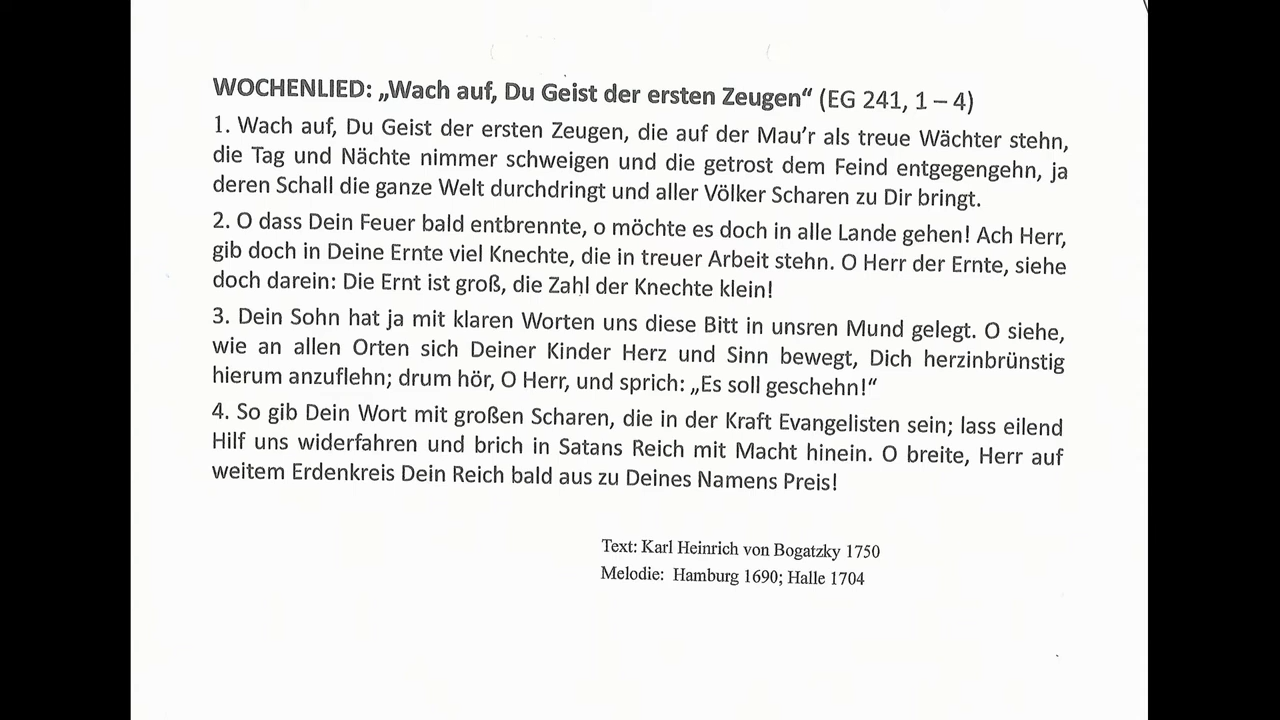 WOCHENLIED: „Wach auf, Du Geist der ersten Zeugen“ (EG 241, 1 – 4)
1. Wach auf, Du Geist der ersten Zeugen, die auf der Mau’r als treue Wächter stehn,
die Tag und Nächte nimmer schweigen und die getrost dem Feind entgegengehn, ja
deren Schall die ganze Welt durchdringt und aller Völker Scharen zu Dir bringt.
2. O dass Dein Feuer bald entbrennte, o möchte es doch in alle Lande gehen! Ach Herr,
gib doch in Deine Ernte viel Knechte, die in treuer Arbeit stehn. O Herr der Ernte, siehe
doch darein: Die Ernt ist groß, die Zahl der Knechte klein!
3. Dein Sohn hat ja mit klaren Worten uns diese Bitt in unsren Mund gelegt. O siehe,
wie an allen Orten sich Deiner Kinder Herz und Sinn bewegt, Dich herzinbrünstig
hierum anzuflehn; drum hör, O Herr, und sprich: „Es soll geschehn!“
4. So gib Dein Wort mit großen Scharen, die in der Kraft Evangelisten sein; lass eilend
Hilf uns widerfahren und brich in Satans Reich mit Macht hinein. O breite, Herr auf
weitem Erdenkreis Dein Reich bald aus zu Deines Namens Preis!
Text: Karl Heinrich von Bogatzky 1750
Melodie: Hamburg 1690; Halle 1704